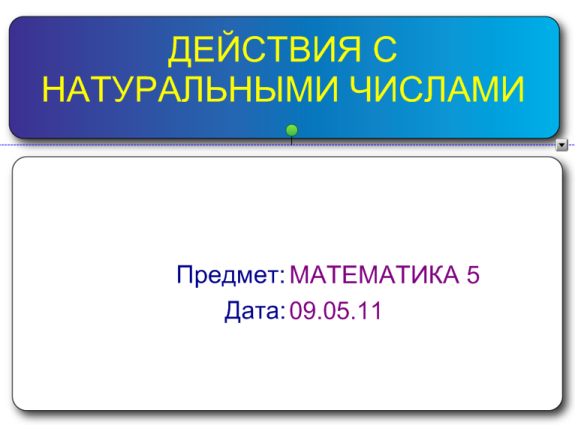 ДЕЙСТВИЯ С
НАТУРАЛЬНЫМИ ЧИСЛАМИ
Предмет: МАТЕМАТИКА 5
Дата: 09.05.11